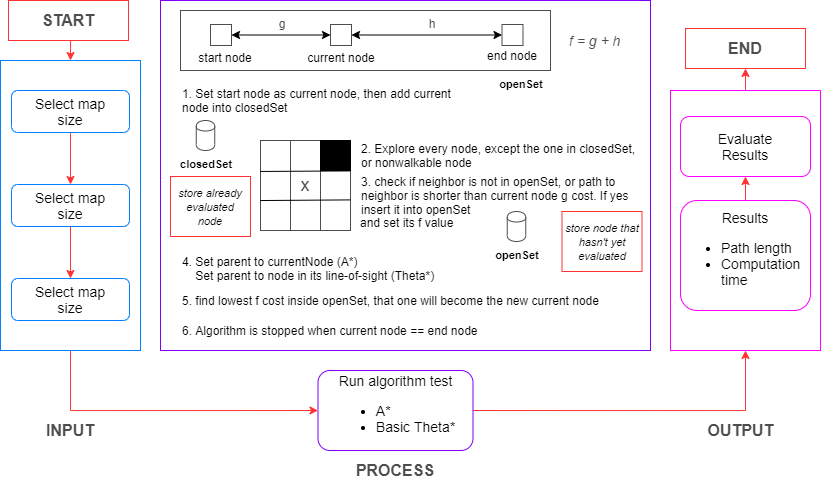 START
Select map
size
Select map
size
Select map
size
INPUT
g
h
start node
current node
end node
f = g + h
openSet
1. Set start node as current node, then add current
node into closedSet
closedSet
store already
evaluated
node
X
2. Explore every node, except the one in closedSet,
or nonwalkable node
3. check if neighbor is not in openSet, or path to
neighbor is shorter than current node g cost. If yes
insert it into openSet
and set its f value
openSet
store node that
hasn't yet
evaluated
4. Set parent to currentNode (A*)
Set parent to node in its line-of-sight (Theta*)
5. find lowest f cost inside openSet, that one will become the new current node
6. Algorithm is stopped when current node == end node
Run algorithm test
• A*
• Basic Theta*
PROCESS
END
Evaluate
Results
Results
• Path length
• Computation
time
OUTPUT